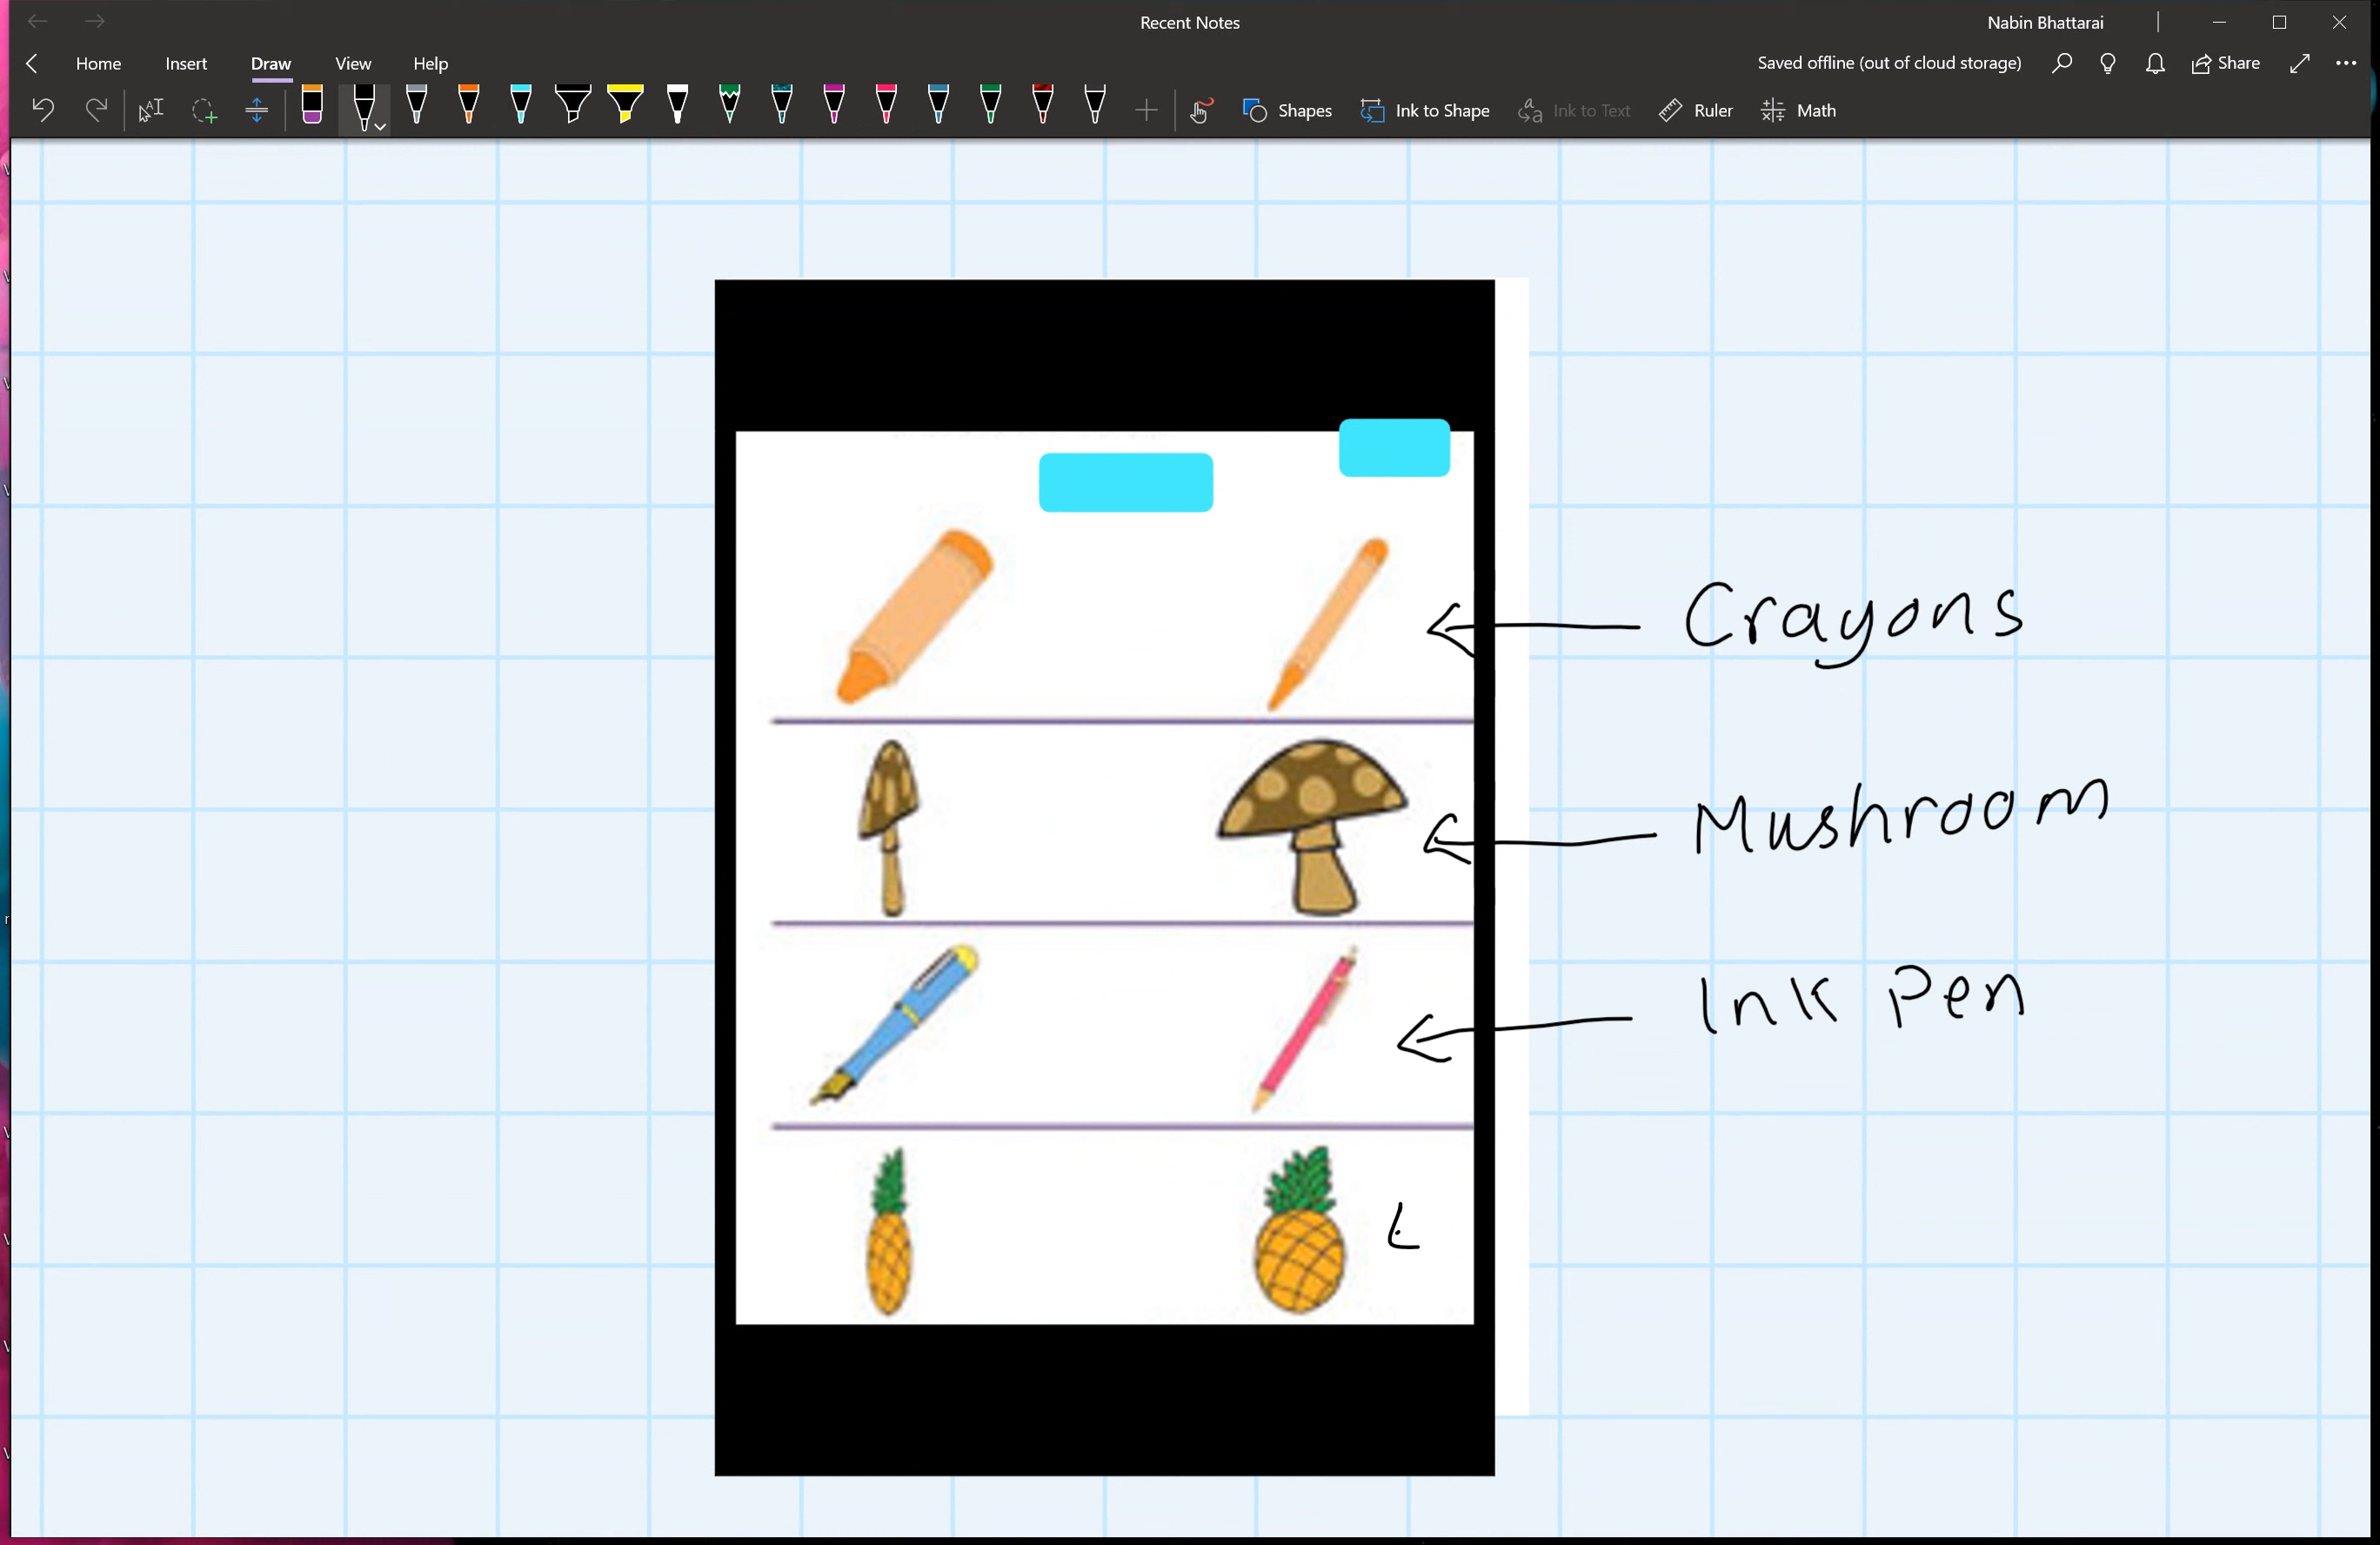 Recent Notes Nabin Bhattarai
Home Insert Draw View Help Saved offline (out of cloud storage) Share
Shapes Ink to Shape Ink to Text Ruler Math
Crayons
Mushroom
Ink Pen